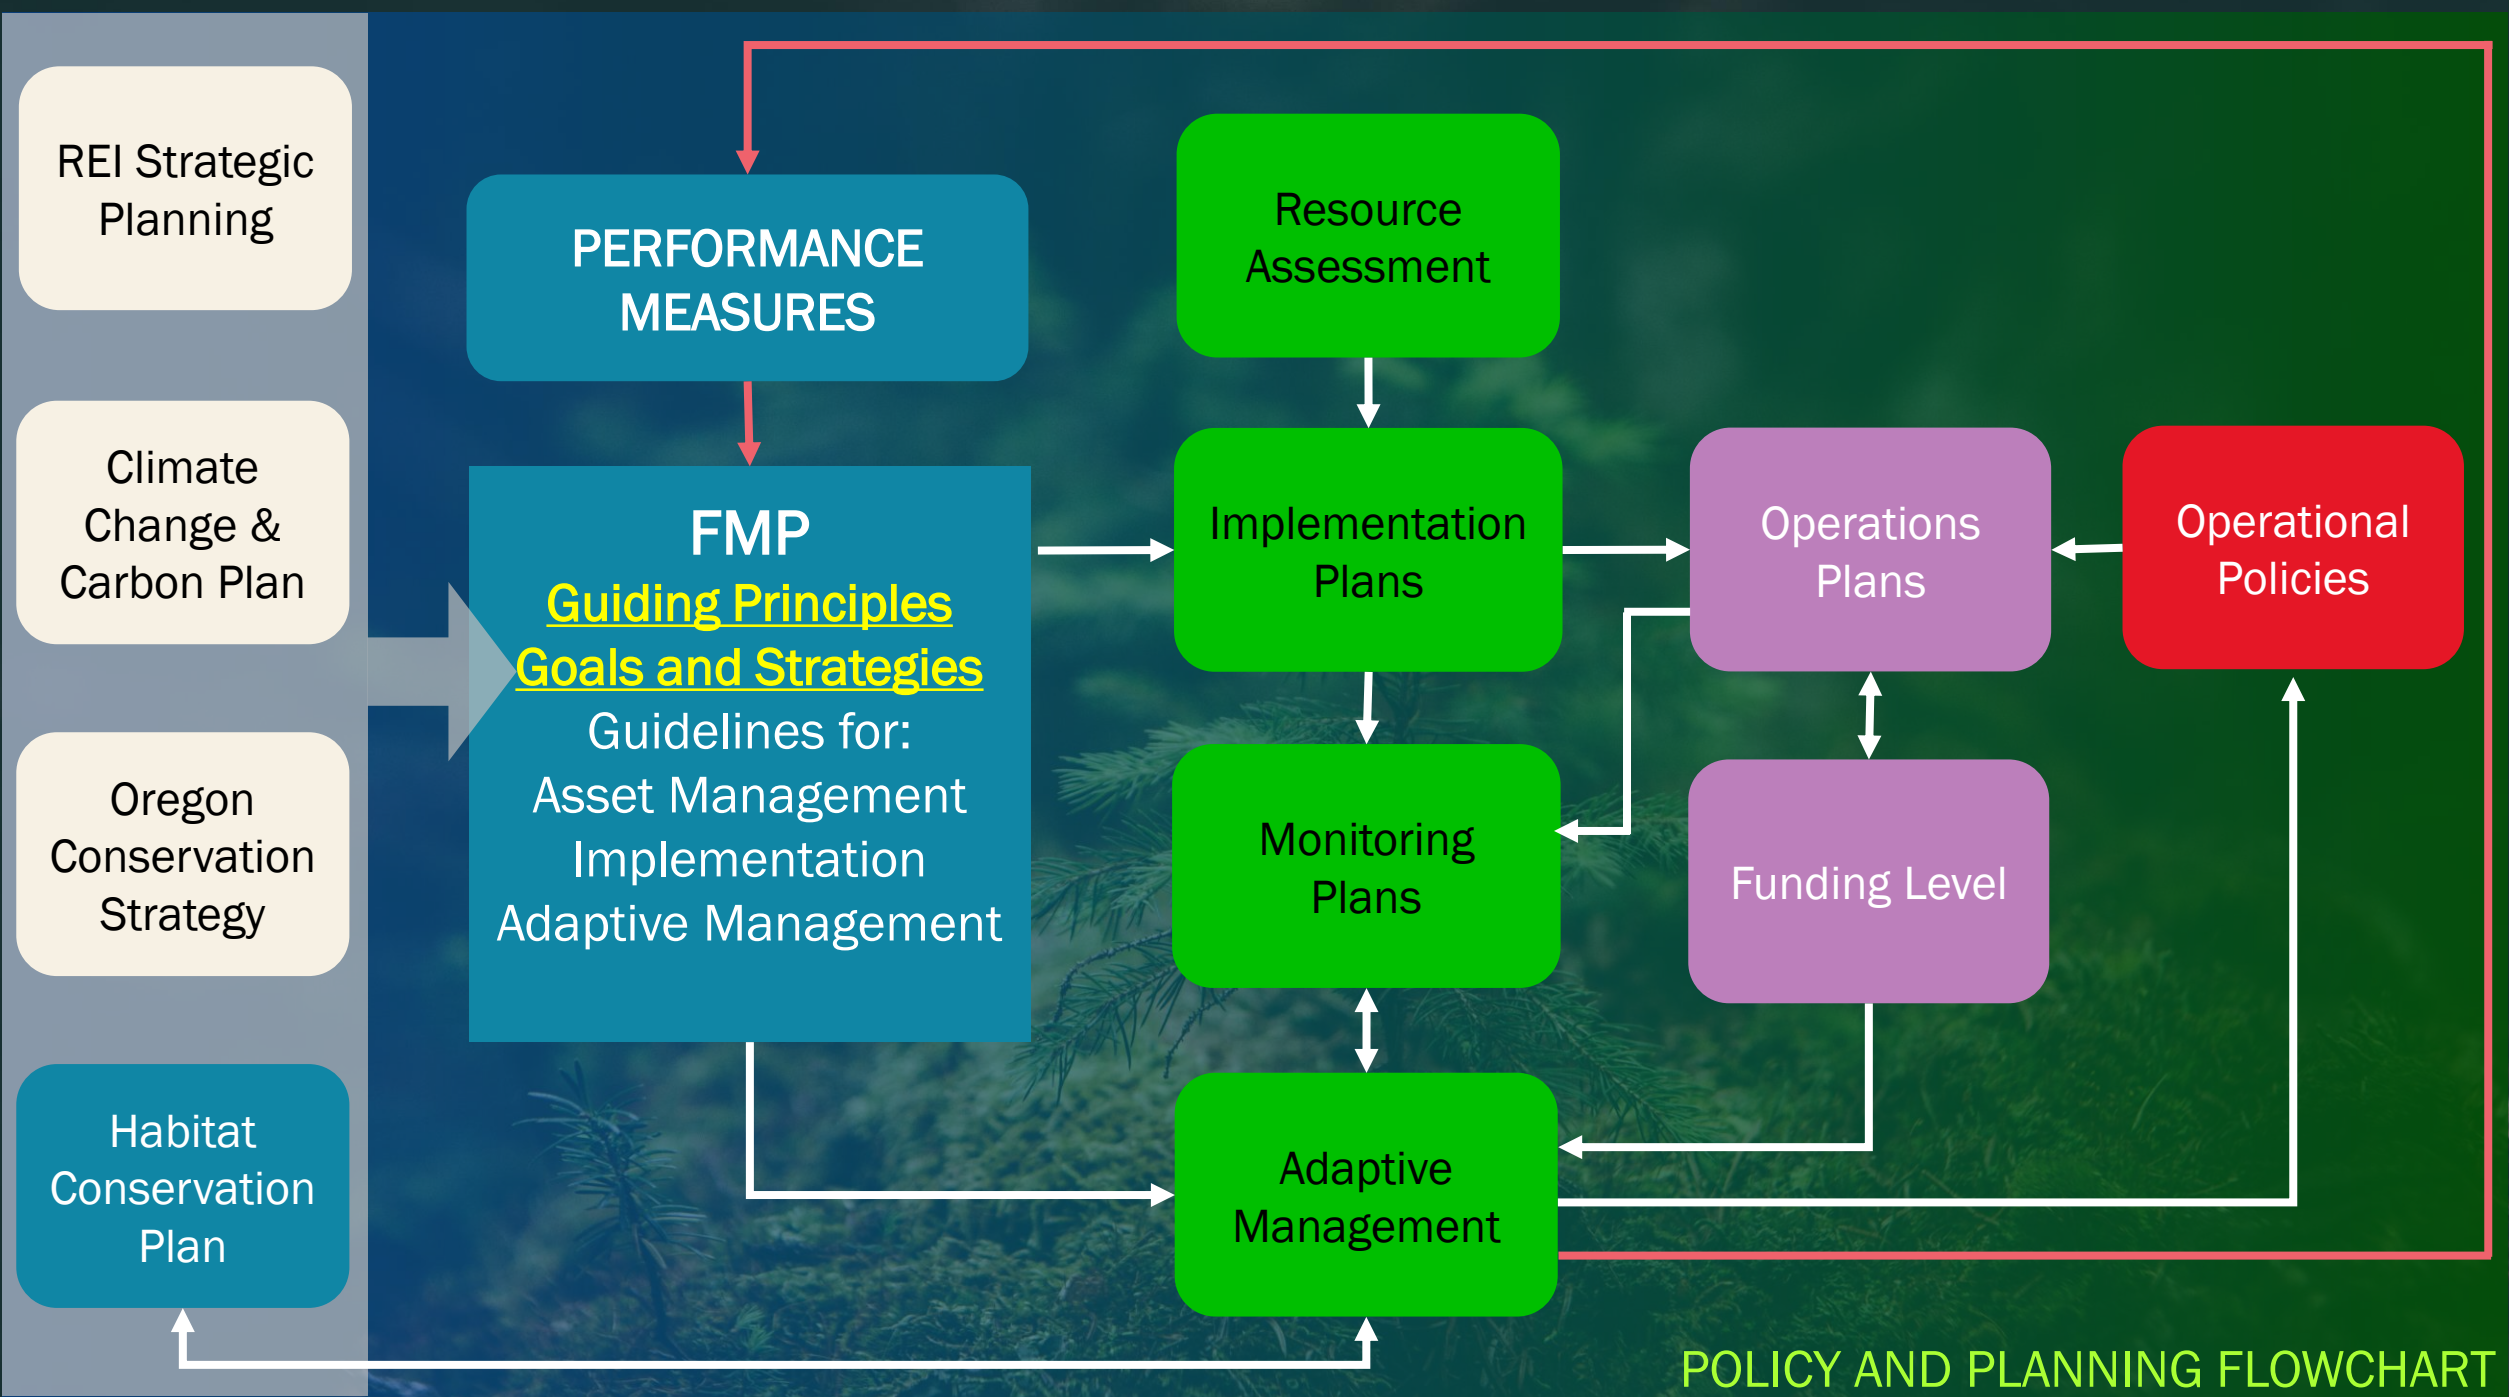 REI Strategic
Planning
Climate
Change &
Carbon Plan
Oregon
Conservation
Strategy
Habitat
Conservation
Plan
PERFORMANCE
MEASURES
FMP
Guiding Principles
Goals and Strategies
Guidelines for:
Asset Management
Implementation
Adaptive Management
Resource
Assessment
Implementation
Plans
Monitoring
Plans
Adaptive
Management
Operations
Plans
Funding Level
Operational
Policies
POLICY AND PLANNING FLOWCHART